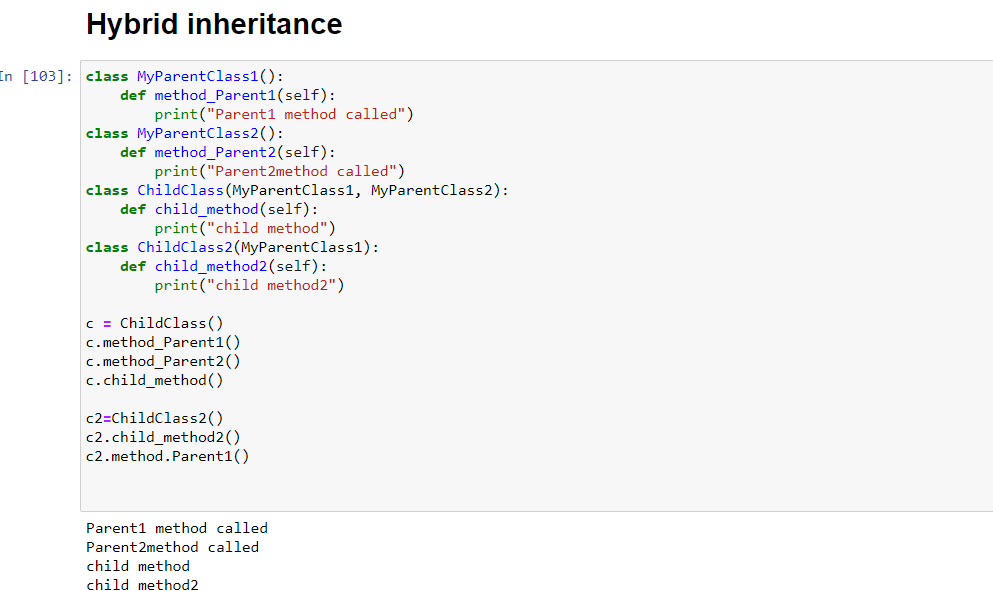 Hybrid inheritance
In [103]:
class MyParentClass1():
    def method_Parent1(self):
        print("Parent1 method called")
class MyParentClass2():
    def method_Parent2(self):
        print("Parent2method called")
class ChildClass(MyParentClass1, MyParentClass2):
    def child_method(self):
        print("child method")
class ChildClass2(MyParentClass1):
    def child_method2(self):
        print("child method2")
c = ChildClass()
c.method_Parent1()
c.method_Parent2()
c.child_method()
c2=ChildClass2()
c2.child_method2()
c2.method.Parent1()
Parent1 method called
Parent2method called
child method
child method2